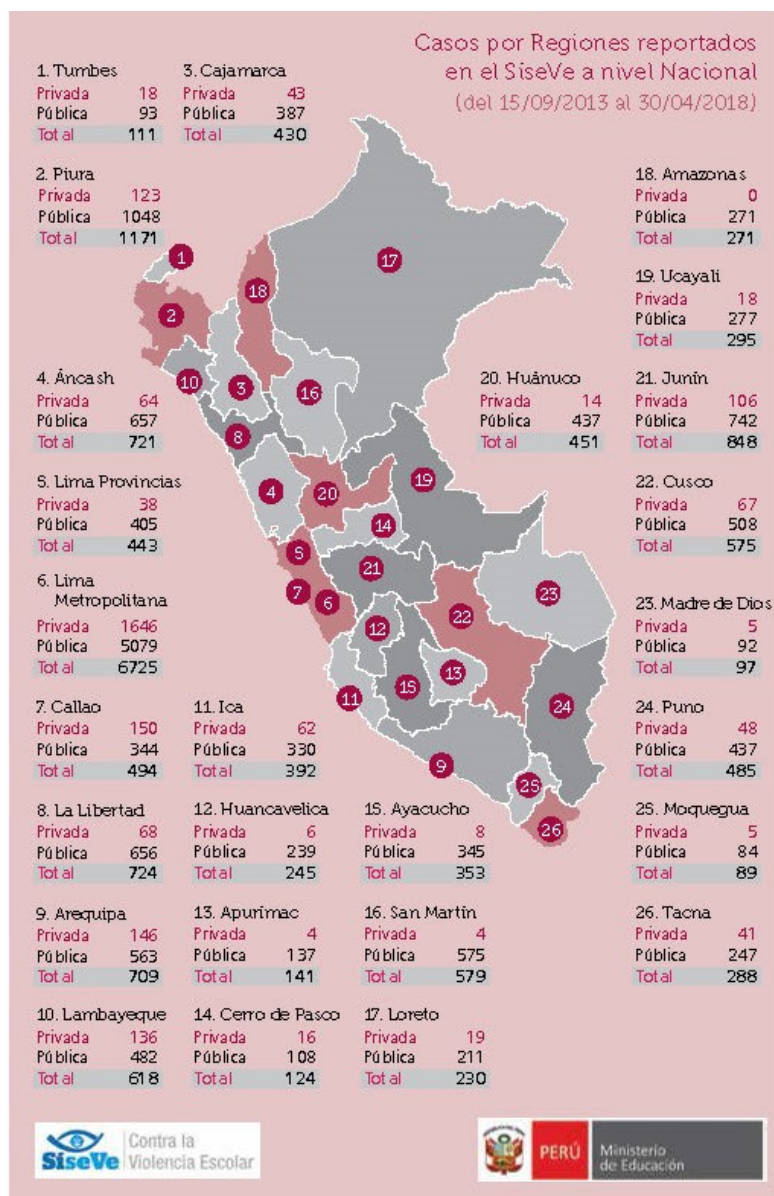 Casos por Regiones reportados
en el SíseVe a nivel Nacional
(del 15/09/2013 al 30/04/2018)
1. Tumbes
Privada 18
Pública 93
Total 111
3. Cajamarca
Privada 43
Pública 387
Total 430
2. Piura
Privada 123
Pública 1048
Total 1171
4. Áncash
Privada 64
Pública 657
Total 721
5. Lima Provincias
Privada 38
Pública 405
Total 443
6. Lima
Metropolitana
Privada 1646
Pública 5079
Total 6725
7. Callao
Privada 150
Pública 344
Total 494
8. La Libertad
Privada 68
Pública 656
Total 724
9. Arequipa
Privada 146
Pública 563
Total 709
10. Lambayeque
Privada 136
Pública 482
Total 618
11. Ica
Privada 62
Pública 330
Total 392
12. Huancavelica
Privada 6
Pública 239
Total 245
13. Apurímac
Privada 4
Pública 137
Total 141
14. Cerro de Pasco
Privada 16
Pública 108
Total 124
15. Ayacucho
Privada 8
Pública 345
Total 353
16. San Martín
Privada 4
Pública 575
Total 579
17. Loreto
Privada 19
Pública 211
Total 230
18. Amazonas
Privada 0
Pública 271
Total 271
19. Ucayali
Privada 18
Pública 277
Total 295
20. Huánuco
Privada 14
Pública 437
Total 451
21. Junín
Privada 106
Pública 742
Total 848
22. Cusco
Privada 67
Pública 508
Total 575
23. Madre de Dios
Privada 5
Pública 92
Total 97
24. Puno
Privada 48
Pública 437
Total 485
25. Moquegua
Privada 5
Pública 84
Total 89
26. Tacna
Privada 41
Pública 247
Total 288
1
17
18
2
10
3
16
8
4
20
19
14
5
21
7
6
12
22
23
13
15
11
24
9
25
26
SíseVe
Contra la
Violencia Escolar
PERÚ
Ministerio
de Educación